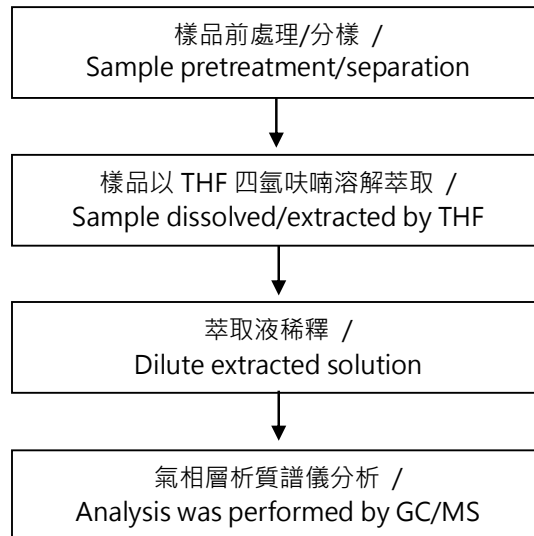 樣品前處理/分樣 /
Sample pretreatment/separation
樣品以 THF 四氫呋喃溶解萃取 /
Sample dissolved/extracted by THF
萃取液稀釋 /
Dilute extracted solution
氣相層析質譜儀分析 /
Analysis was performed by GC/MS